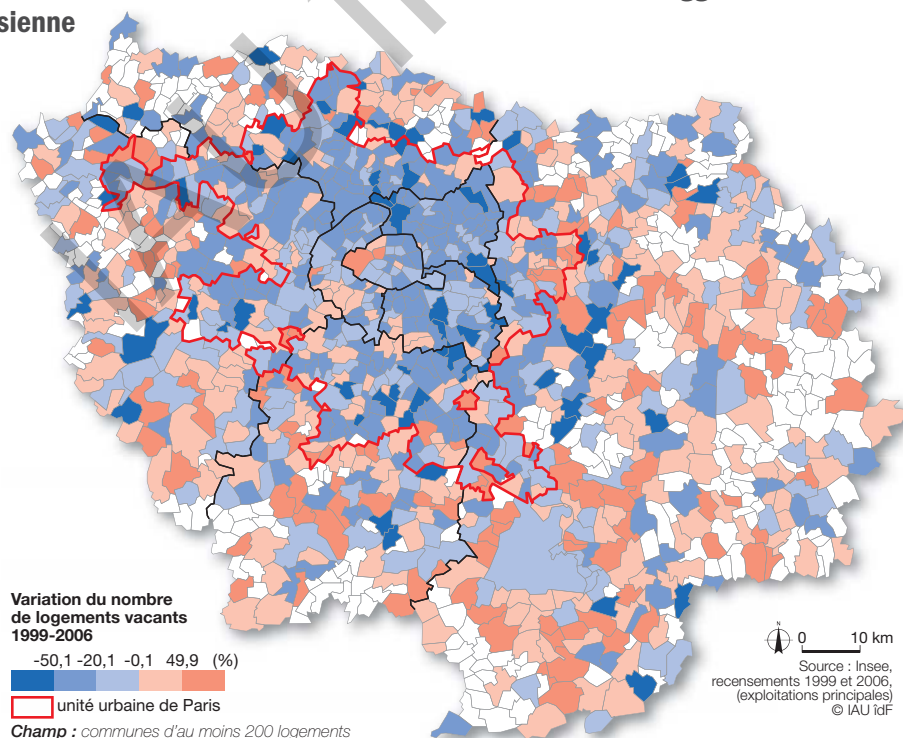 sienne
Variation du nombre
de logements vacants
1999-2006
-50,1 -20,1 -0,1 49,9 (%)
unité urbaine de Paris
Champ : communes d'au moins 200 logements
N
0 10 km
Source : Insee,
recensements 1999 et 2006,
(exploitations principales)
© IAU îdF